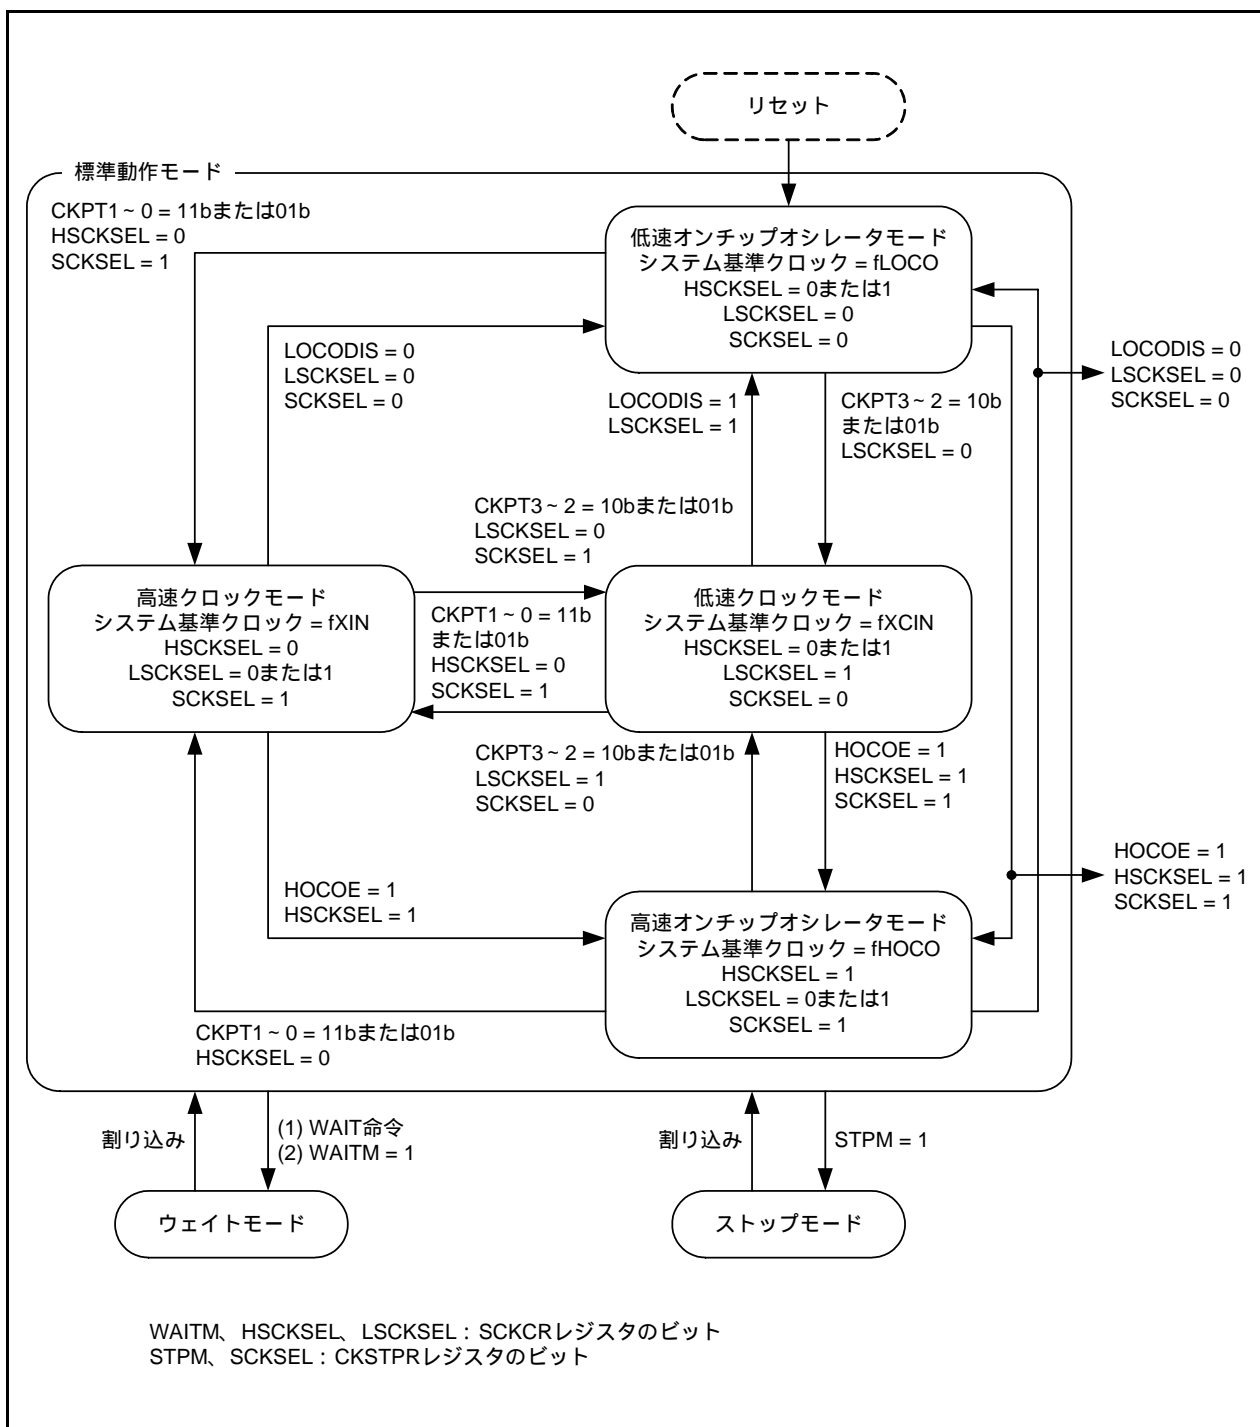 リセット
標準動作モード
CKPT1~0 = 11bまたは01b
HSCKSEL = 0
SCKSEL = 1
低速オンチップオシレータモード
システム基準クロック = fLOCO
HSCKSEL = 0または1
LSCKSEL = 0
SCKSEL = 0
LOCODIS = 0
LSCKSEL = 0
SCKSEL = 0
LOCODIS = 0
LSCKSEL = 0
SCKSEL = 0
LOCODIS = 1
LSCKSEL = 1
CKPT3~2 = 10b
または01b
LSCKSEL = 0
CKPT3~2 = 10bまたは01b
LSCKSEL = 0
SCKSEL = 1
高速クロックモード
システム基準クロック = fXIN
HSCKSEL = 0
LSCKSEL = 0または1
SCKSEL = 1
CKPT1~0 = 11b
または01b
HSCKSEL = 0
SCKSEL = 1
低速クロックモード
システム基準クロック = fXCIN
HSCKSEL = 0または1
LSCKSEL = 1
SCKSEL = 0
CKPT3~2 = 10bまたは01b
LSCKSEL = 1
SCKSEL = 0
HOCOE = 1
HSCKSEL = 1
SCKSEL = 1
HOCOE = 1
HSCKSEL = 1
SCKSEL = 1
HOCOE = 1
HSCKSEL = 1
高速オンチップオシレータモード
システム基準クロック = fHOCO
HSCKSEL = 1
LSCKSEL = 0または1
SCKSEL = 1
CKPT1~0 = 11bまたは01b
HSCKSEL = 0
割り込み
(1) WAIT命令
(2) WAITM = 1
割り込み
STPM = 1
ウェイトモード
ストップモード
WAITM、HSCKSEL、LSCKSEL：SCKCRレジスタのビット
STPM、SCKSEL：CKSTPRレジスタのビット